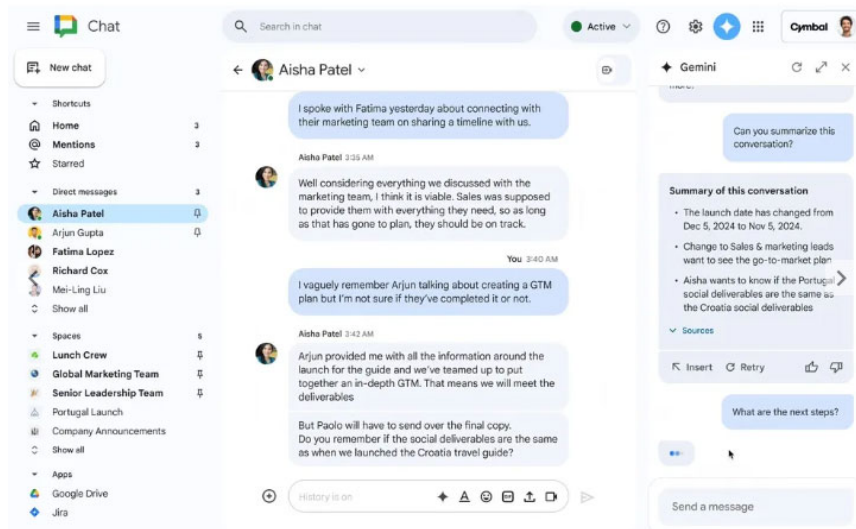 Chat
Search in chat
Active
Cymbal
New chat
Shortcuts
Home 3
Mentions 3
Starred
Direct messages 3
Aisha Patel
Arjun Gupta
Fatima Lopez
Richard Cox
Mei-Ling Liu
Show all
Spaces 5
Lunch Crew
Global Marketing Team
Senior Leadership Team
Portugal Launch
Company Announcements
Show all
Apps
Google Drive
Jira
Aisha Patel
I spoke with Fatima yesterday about connecting with
their marketing team on sharing a timeline with us.
Aisha Patel 3:35 AM
Well considering everything we discussed with the
marketing team, I think it is viable. Sales was supposed
to provide them with everything they need, so as long
as that has gone to plan, they should be on track.
You 3:40 AM
I vaguely remember Arjun talking about creating a GTM
plan but I'm not sure if they've completed it or not.
Aisha Patel 3:42 AM
Arjun provided me with all the information around the
launch for the guide and we've teamed up to put
together an in-depth GTM. That means we will meet the
deliverables
But Paolo will have to send over the final copy.
Do you remember if the social deliverables are the same
as when we launched the Croatia travel guide?
History is on
Gemini
Can you summarize this
conversation?
Summary of this conversation
• The launch date has changed from
Dec 5, 2024 to Nov 5, 2024.
• Change to Sales & marketing leads
want to see the go-to-market plan
• Aisha wants to know if the Portugal
social deliverables are the same as
the Croatia social deliverables
Sources
Insert Retry
What are the next steps?
Send a message